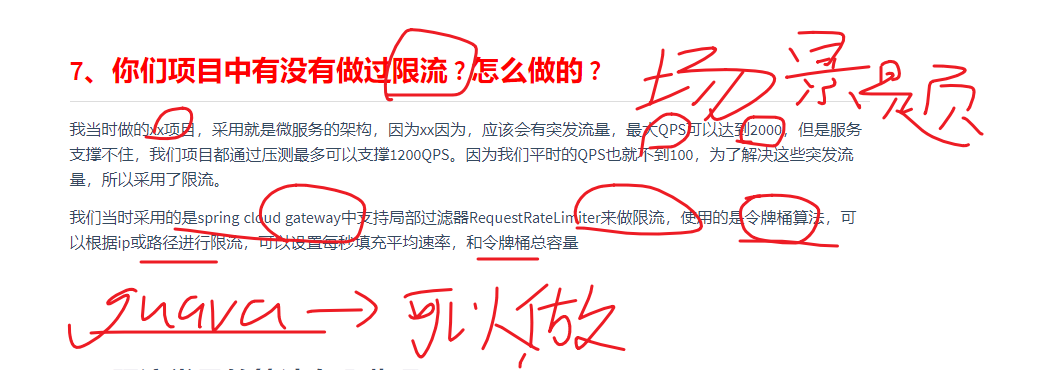 7、你们项目中有没有做过限流？怎么做的？
场景题
我当时做的xx项目，采用就是微服务的架构，因为xx因为，应该会有突发流量，最大QPS可以达到2000，但是服务
支撑不住，我们项目都通过压测最多可以支撑1200QPS。因为我们平时的QPS也就不到100，为了解决这些突发流
量，所以采用了限流。
我们当时采用的是spring cloud gateway中支持局部过滤器RequestRateLimiter来做限流，使用的是令牌桶算法，可
以根据ip或路径进行限流，可以设置每秒填充平均速率，和令牌桶总容量
guava → 可以做